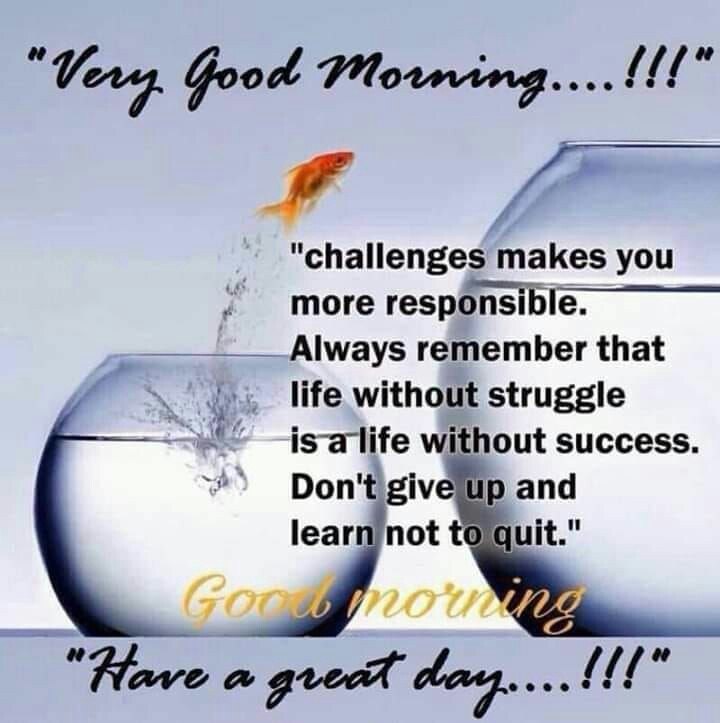 "Very Good Morning....!!!"
"challenges makes you
more responsible.
Always remember that
life without struggle
is a life without success.
Don't give up and
learn not to quit."
Good morning
"Have a great day....!!!"